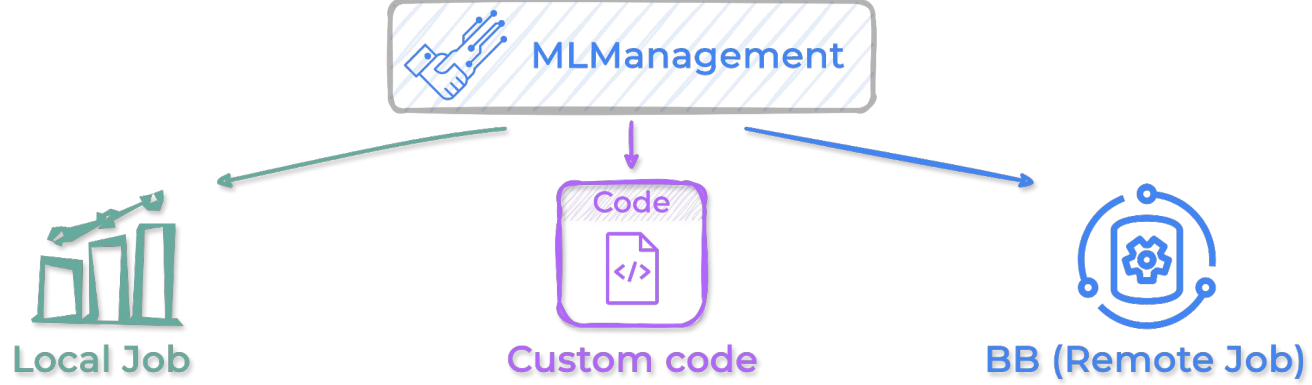 MLManagement
Code
</>
Local Job
Custom code
BB (Remote Job)